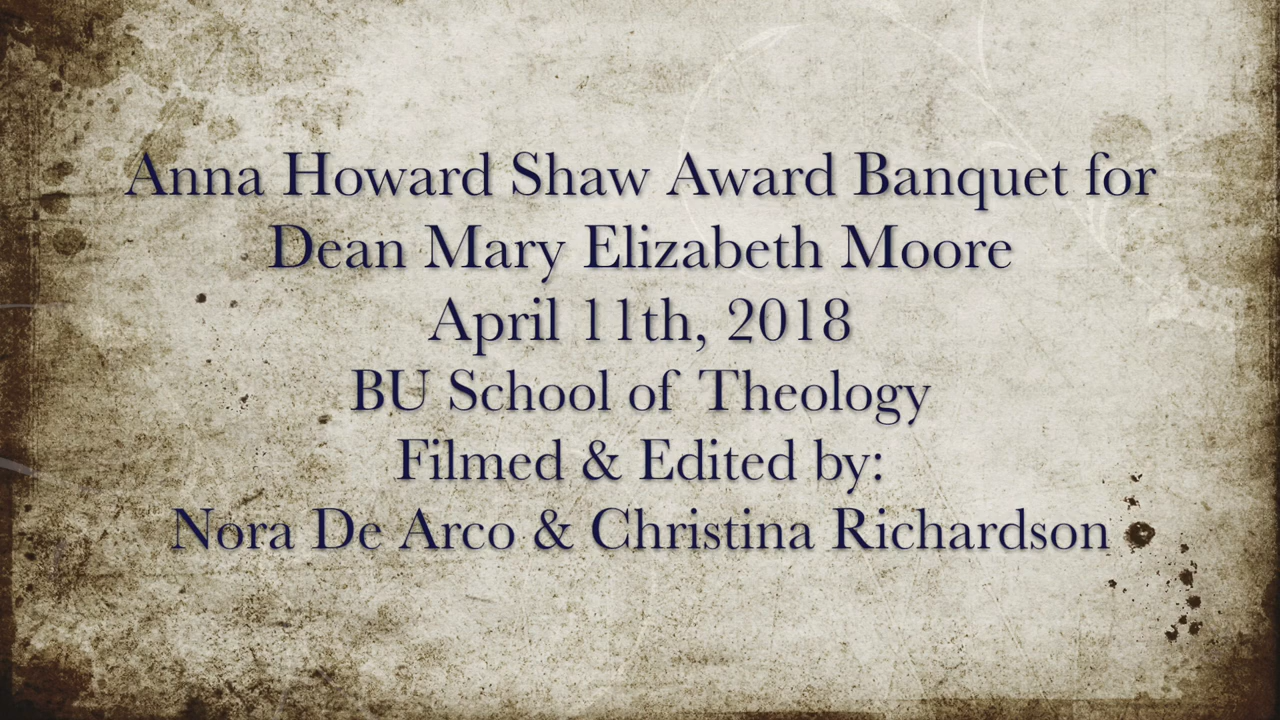 Anna Howard Shaw Award Banquet for
Dean Mary Elizabeth Moore
April 11th, 2018
BU School of Theology
Filmed & Edited by:
Nora De Arco & Christina Richardson